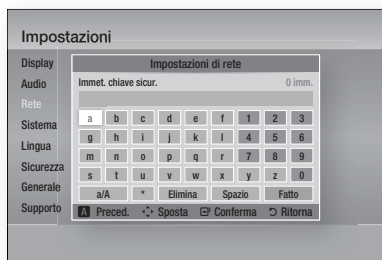 Impostazioni
Display
Audio
Rete
Sistema
Lingua
Sicurezza
Generale
Supporto
Impostazioni di rete
Immet. chiave sicur. 0 imm.
a b c d e f 1 2 3
g h i j k l 4 5 6
m n o p q r 7 8 9
s t u v w x y z 0
a/A * Elimina Spazio Fatto
A Preced. Sposta Conferma Ritorna